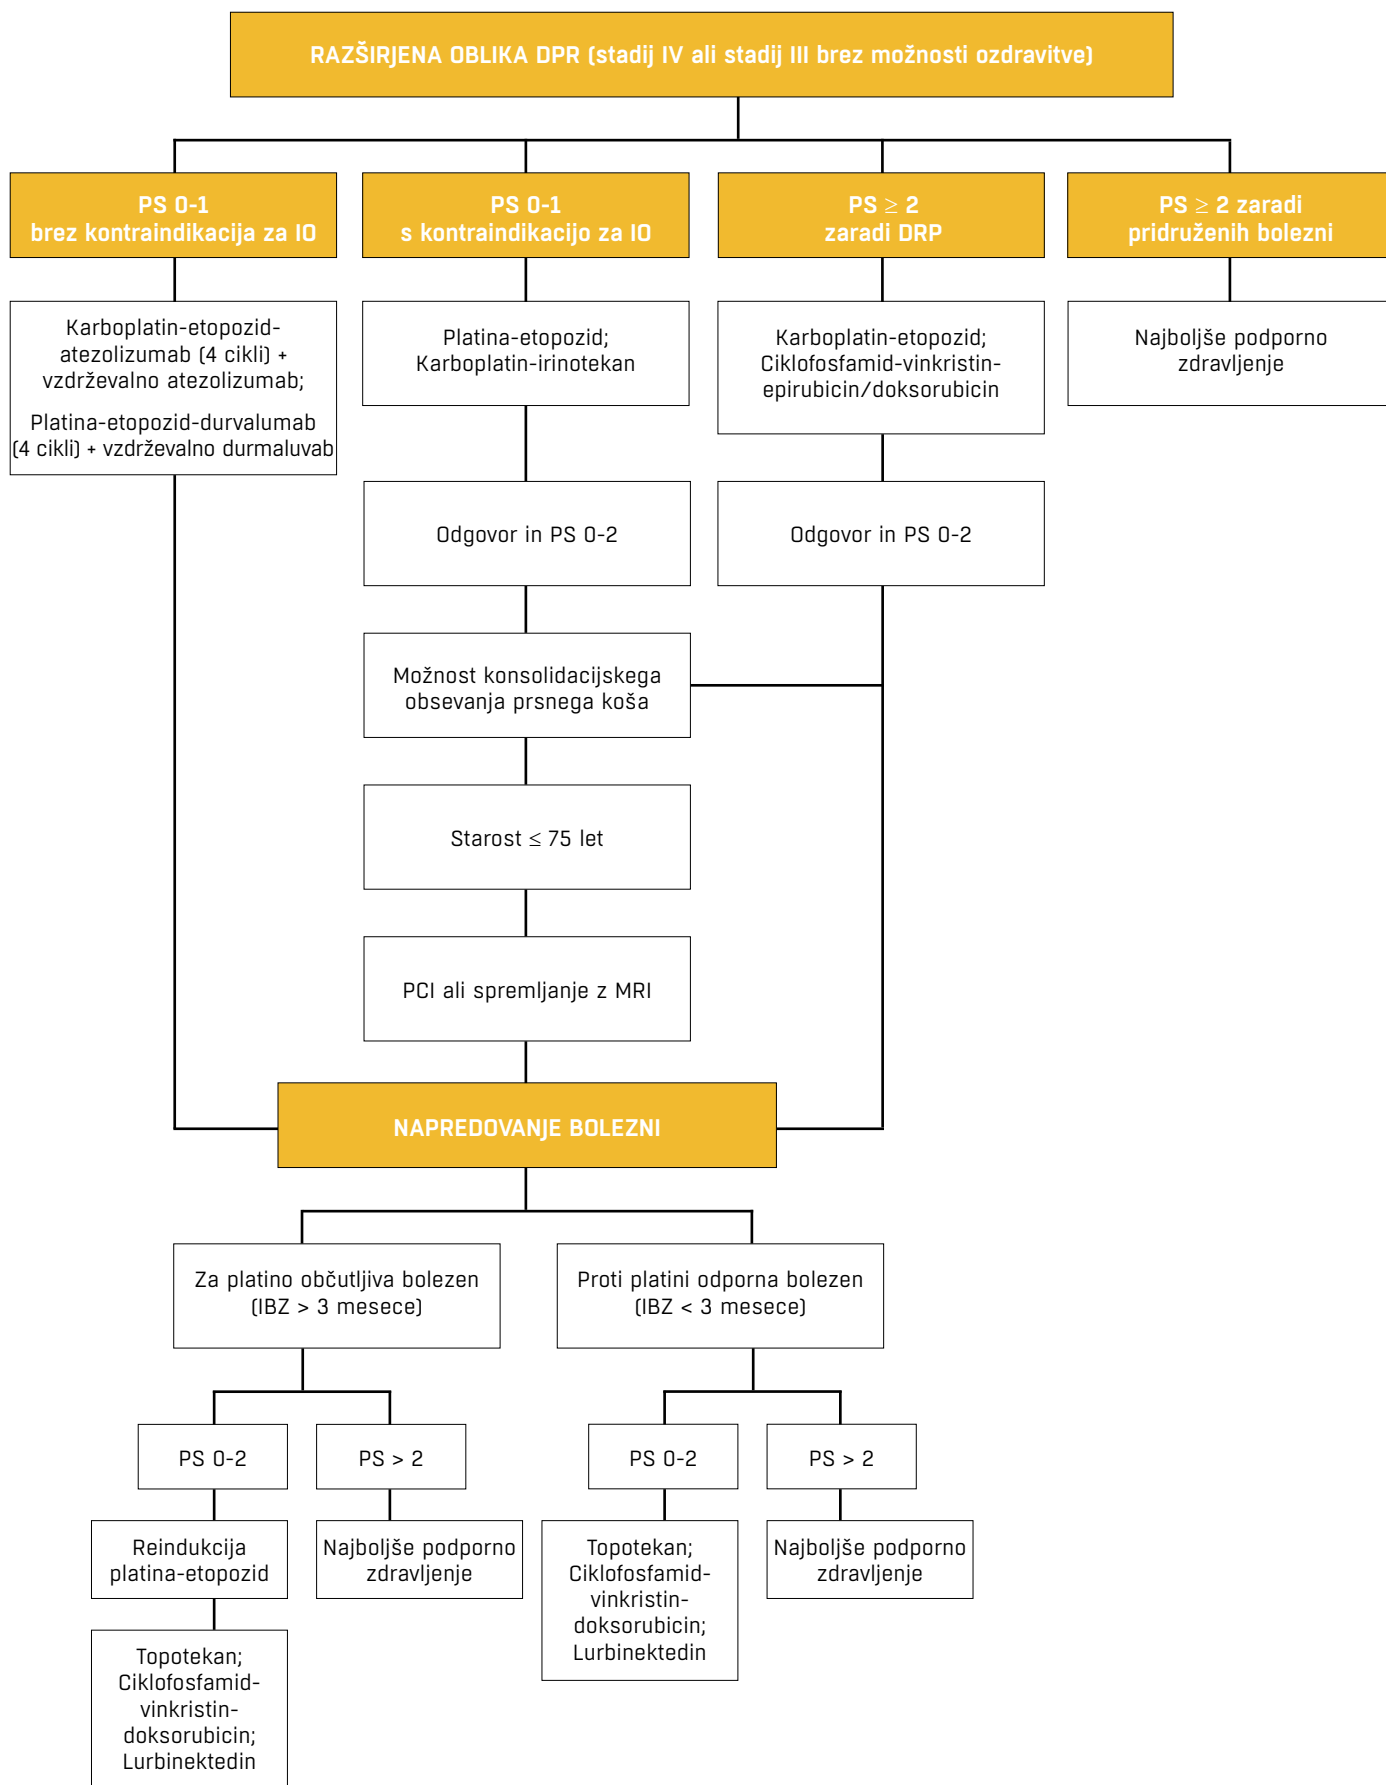 RAZŠIRJENA OBLIKA DPR (stadij IV ali stadij III brez možnosti ozdravitve)
PS 0-1
brez kontraindikacija za IO
PS 0-1
s kontraindikacijo za IO
PS ≥ 2
zaradi DRP
PS ≥ 2 zaradi
pridruženih bolezni
Karboplatin-etopozid-
atezolizumab (4 cikli) +
vzdrževalno atezolizumab;
Platina-etopozid-durvalumab
(4 cikli) + vzdrževalno durmaluvab
Platina-etopozid;
Karboplatin-irinotekan
Karboplatin-etopozid;
Ciklofosfamid-vinkristin-
epirubicin/doksorubicin
Najboljše podporno
zdravljenje
Odgovor in PS 0-2
Odgovor in PS 0-2
Možnost konsolidacijskega
obsevanja prsnega koša
Starost ≤ 75 let
PCI ali spremljanje z MRI
NAPREDOVANJE BOLEZNI
Za platino občutljiva bolezen
(IBZ > 3 mesece)
Proti platini odporna bolezen
(IBZ < 3 mesece)
PS 0-2
PS > 2
PS 0-2
PS > 2
Reindukcija
platina-etopozid
Najboljše podporno
zdravljenje
Topotekan;
Ciklofosfamid-
vinkristin-
doksorubicin;
Lurbinektedin
Najboljše podporno
zdravljenje
Topotekan;
Ciklofosfamid-
vinkristin-
doksorubicin;
Lurbinektedin